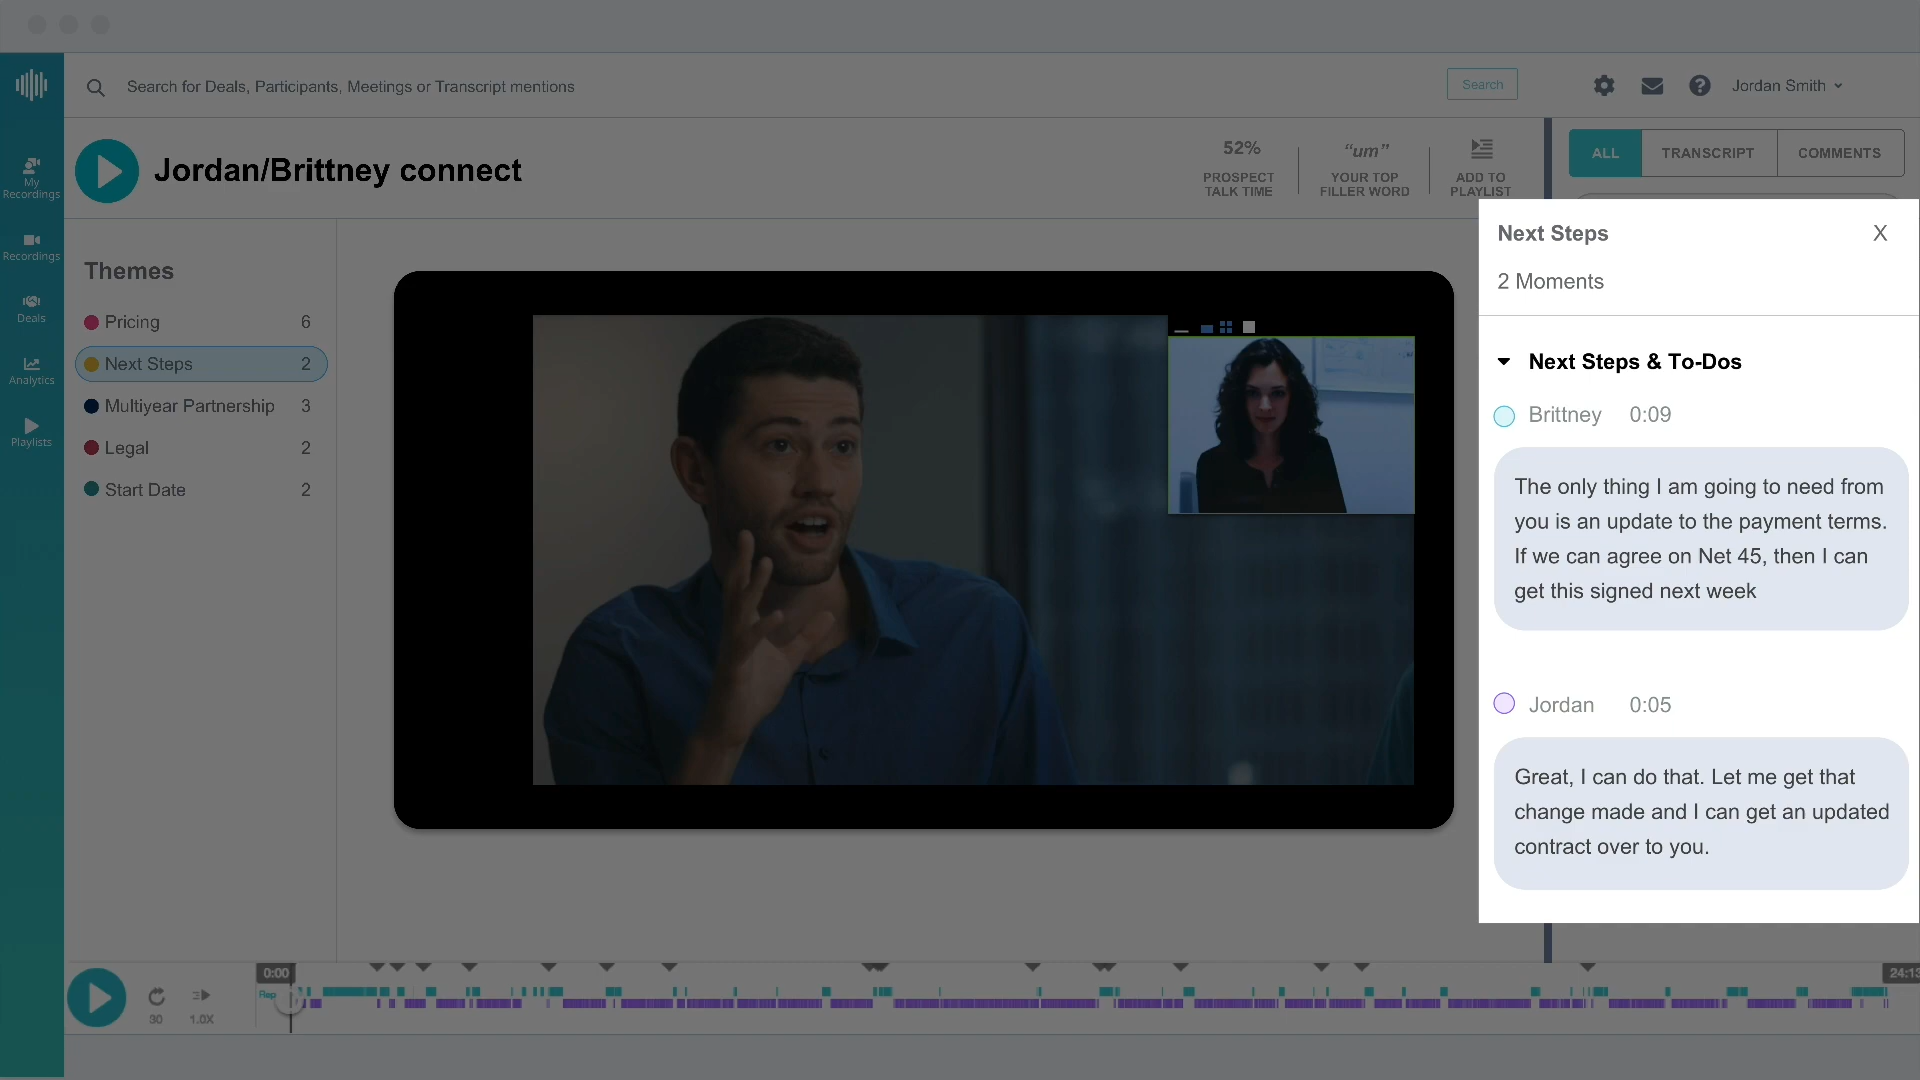 Search for Deals, Participants, Meetings or Transcript mentions
Search
Jordan Smith
My
Recordings
Recordings
Deals
Analytics
Playlists
Jordan/Brittney connect
52%
PROSPECT
TALK TIME
“um”
YOUR TOP
FILLER WORD
ADD TO
PLAYLIST
ALL
TRANSCRIPT
COMMENTS
Themes
Pricing 6
Next Steps 2
Multiyear Partnership 3
Legal 2
Start Date 2
Next Steps X
2 Moments
Next Steps & To-Dos
Brittney 0:09
The only thing I am going to need from
you is an update to the payment terms.
If we can agree on Net 45, then I can
get this signed next week
Jordan 0:05
Great, I can do that. Let me get that
change made and I can get an updated
contract over to you.
30
1.0X
0:00
Rep
24:13